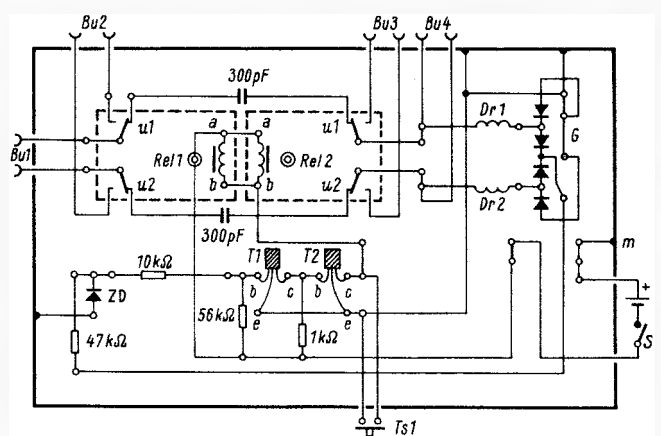 Bu2
Bu3
Bu4
300pF
Dr1
u1
a
a
u1
G
Bu1
Rel1
Rel2
u2
b
b
u2
Dr2
300pF
T1
T2
m
10kΩ
b
c
b
c
+
ZD
56kΩ
e
e
S
47kΩ
1kΩ
Ts1